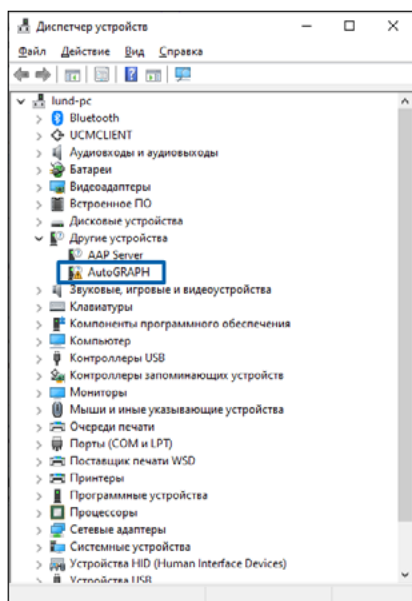 Диспетчер устройств
Файл Действие Вид Справка
lund-pc
Bluetooth
UCMCLIENT
Аудиовходы и аудиовыходы
Батареи
Видеоадаптеры
Встроенное ПО
Дисковые устройства
Другие устройства
AAP Server
AutoGRAPH
Звуковые, игровые и видеоустройства
Клавиатуры
Компоненты программного обеспечения
Компьютер
Контроллеры USB
Контроллеры запоминающих устройств
Мониторы
Мыши и иные указывающие устройства
Очереди печати
Порты (COM и LPT)
Поставщик печати WSD
Принтеры
Программные устройства
Процессоры
Сетевые адаптеры
Системные устройства
Устройства HID (Human Interface Devices)
Устройства USB